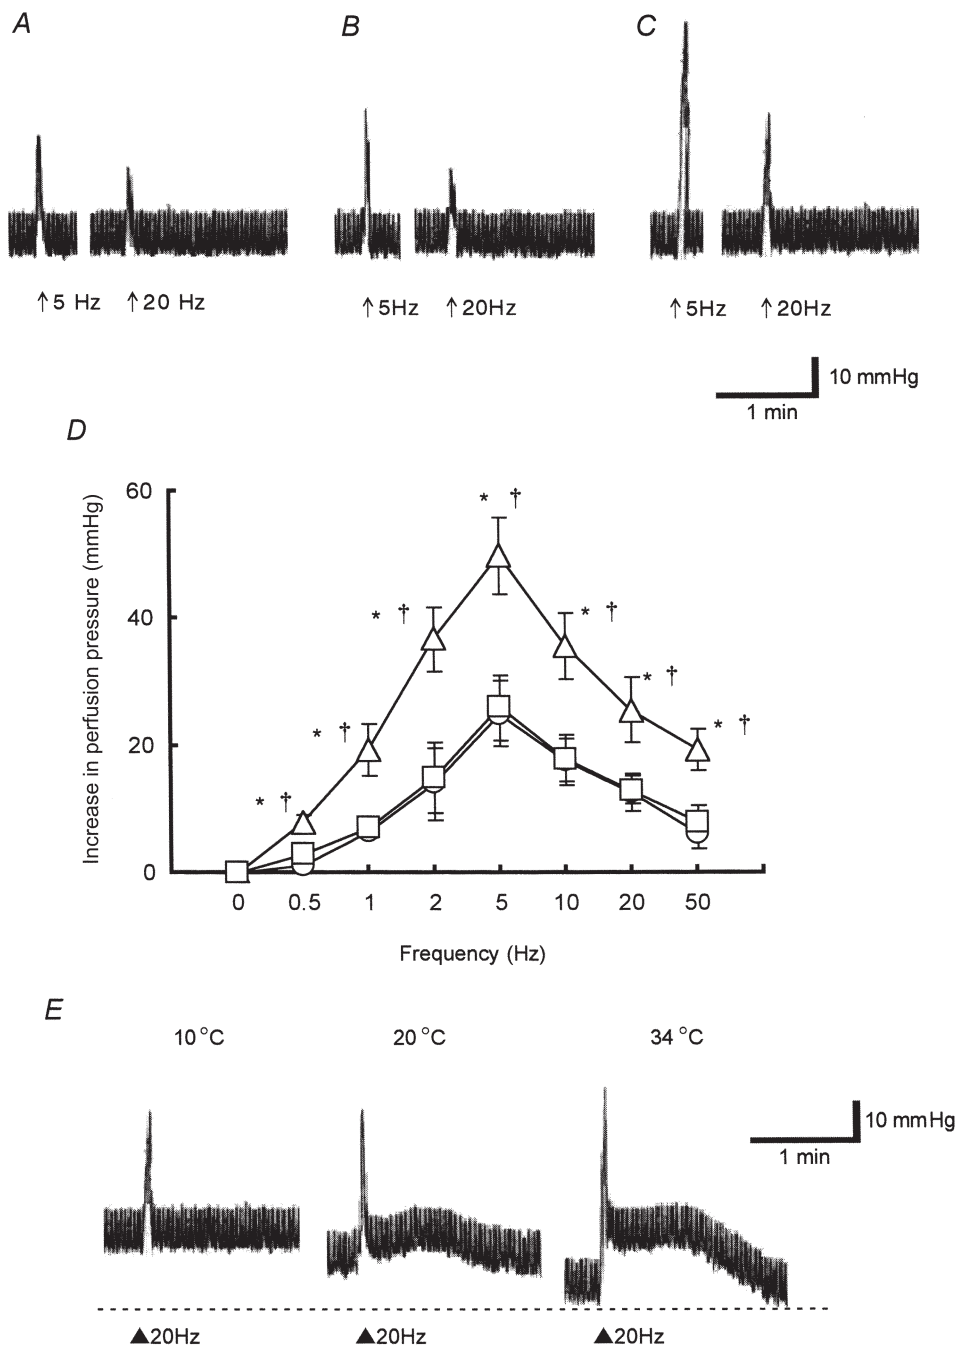 A B C
↑5 Hz ↑20 Hz ↑5Hz ↑20Hz ↑5Hz ↑20Hz
10 mmHg
1 min
D
Increase in perfusion pressure (mmHg)
60
* †
* † * †
40
* †
* † * †
20
* †
0
0 0.5 1 2 5 10 20 50
Frequency (Hz)
E
10 °C 20 °C 34 °C
10 mmHg
1 min
▲20Hz ▲20Hz ▲20Hz